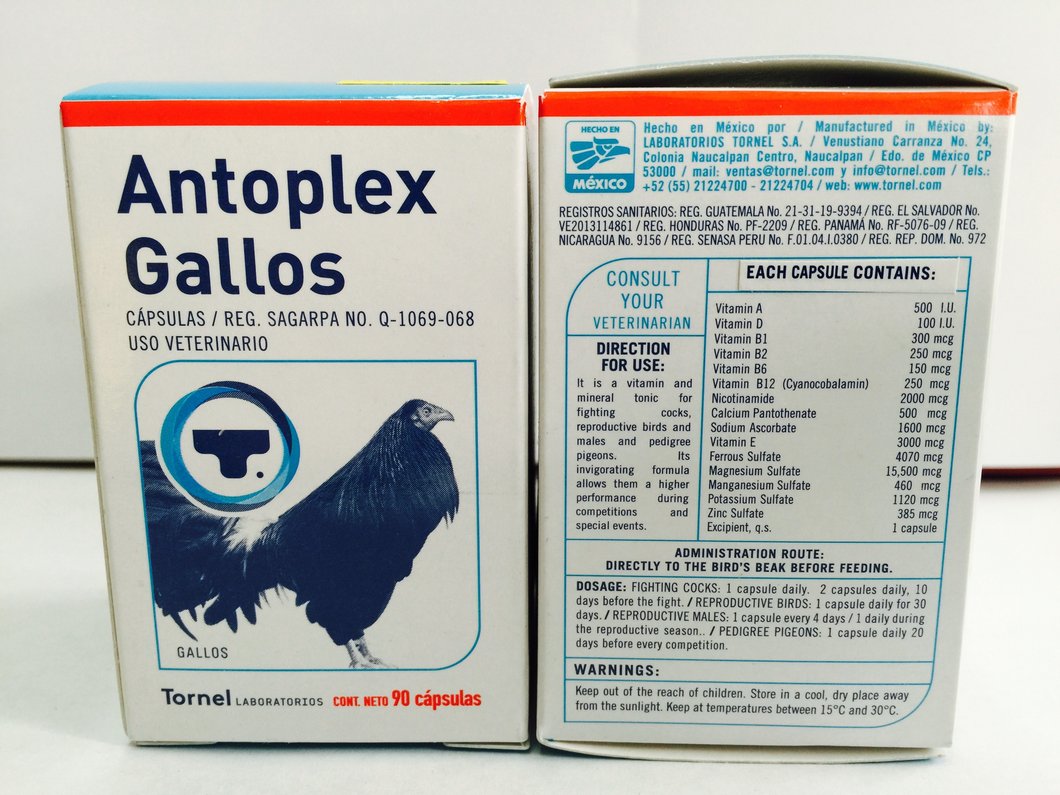 Antoplex
Gallos
CÁPSULAS / REG. SAGARPA NO. Q-1069-068
USO VETERINARIO
T.
GALLOS
Tornel LABORATORIOS CONT. NETO 90 cápsulas
HECHO EN
MéXICO
Hecho en México por / Manufactured in México by:
LABORATORIOS TORNEL S.A. / Venustiano Carranza No. 24,
Colonia Naucalpan Centro, Naucalpan / Edo. de México CP
53000 / mail: ventas@tornel.com y info@tornel.com / Tels.:
+52 (55) 21224700 - 21224704 / web: www.tornel.com
REGISTROS SANITARIOS: REG. GUATEMALA No. 21-31-19-9394 / REG. EL SALVADOR No.
VE2013114861 / REG. HONDURAS No. PF-2209 / REG. PANAMÁ No. RF-5076-09 / REG.
NICARAGUA No. 9156 / REG. SENASA PERU No. F.01.04.I.0380 / REG. REP. DOM. No. 972
CONSULT
YOUR
VETERINARIAN
DIRECTION
FOR USE:
It is a vitamin and
mineral tonic for
fighting cocks,
reproductive birds and
males and pedigree
pigeons. Its
invigorating formula
allows them a higher
performance during
competitions and
special events.
EACH CAPSULE CONTAINS:
Vitamin A 500 I.U.
Vitamin D 100 I.U.
Vitamin B1 300 mcg
Vitamin B2 250 mcg
Vitamin B6 150 mcg
Vitamin B12 (Cyanocobalamin) 250 mcg
Nicotinamide 2000 mcg
Calcium Pantothenate 500 mcg
Sodium Ascorbate 1600 mcg
Vitamin E 3000 mcg
Ferrous Sulfate 4070 mcg
Magnesium Sulfate 15,500 mcg
Manganesium Sulfate 460 mcg
Potassium Sulfate 1120 mcg
Zinc Sulfate 385 mcg
Excipient, q.s. 1 capsule
ADMINISTRATION ROUTE:
DIRECTLY TO THE BIRD'S BEAK BEFORE FEEDING.
DOSAGE: FIGHTING COCKS: 1 capsule daily. 2 capsules daily, 10
days before the fight. / REPRODUCTIVE BIRDS: 1 capsule daily for 30
days. / REPRODUCTIVE MALES: 1 capsule every 4 days / 1 daily during
the reproductive season.. / PEDIGREE PIGEONS: 1 capsule daily 20
days before every competition.
WARNINGS:
Keep out of the reach of children. Store in a cool, dry place away
from the sunlight. Keep at temperatures between 15°C and 30°C.